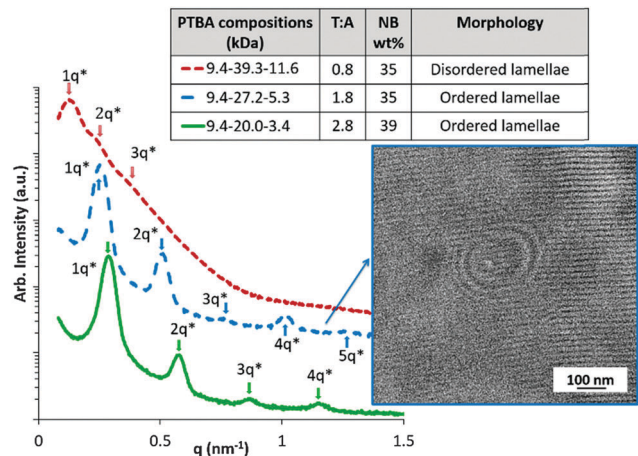 PTBA compositions (kDa) T:A NB wt% Morphology
9.4-39.3-11.6 0.8 35 Disordered lamellae
9.4-27.2-5.3 1.8 35 Ordered lamellae
9.4-20.0-3.4 2.8 39 Ordered lamellae
1q*
2q*
3q*
1q*
2q*
3q*
4q*
5q*
1q*
2q*
3q*
4q*
100 nm
Arb. Intensity (a.u.)
0 0.5 1 1.5
q (nm⁻¹)